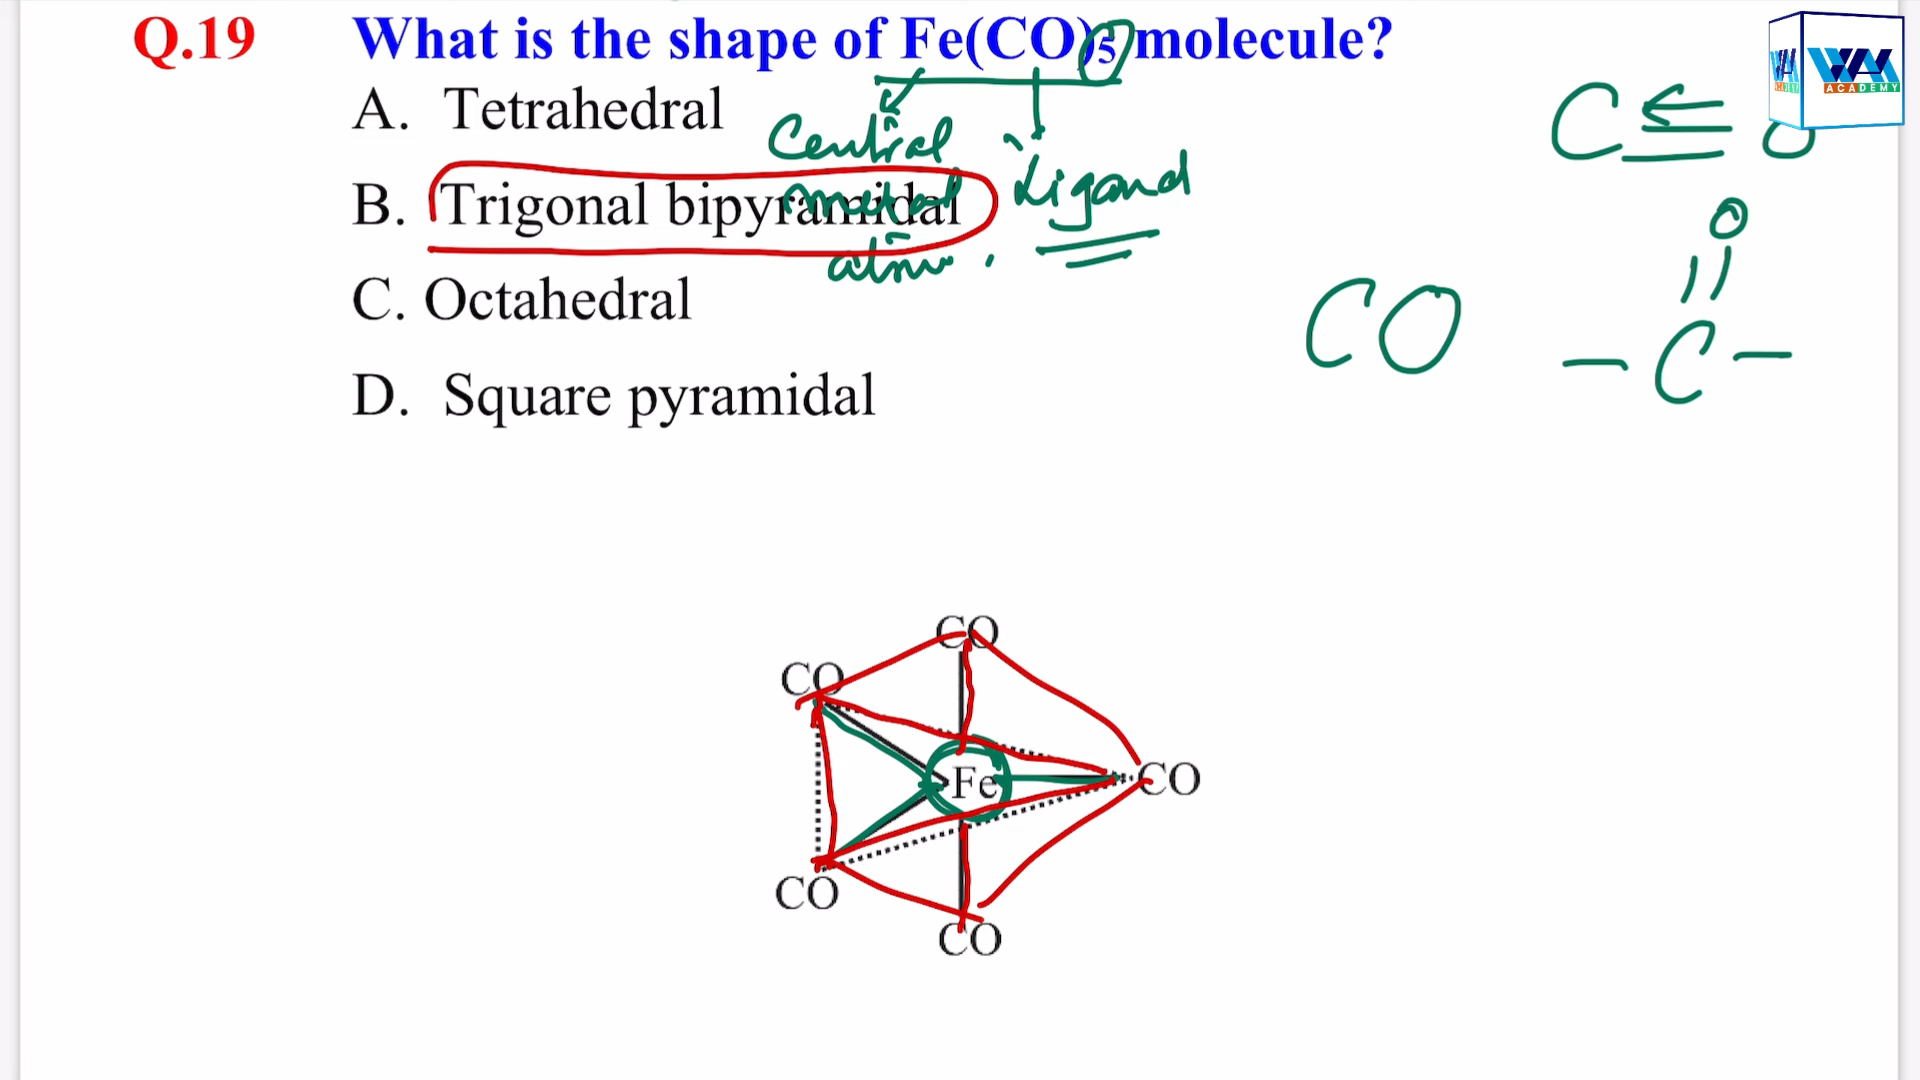 Q.19 What is the shape of Fe(CO)5 molecule?
A. Tetrahedral
B. Trigonal bipyramidal
C. Octahedral
D. Square pyramidal
Central
metal
Ligand
C O
O
CO
C
CO
CO
Fe
CO
CO
CO
WM
ACADEMY